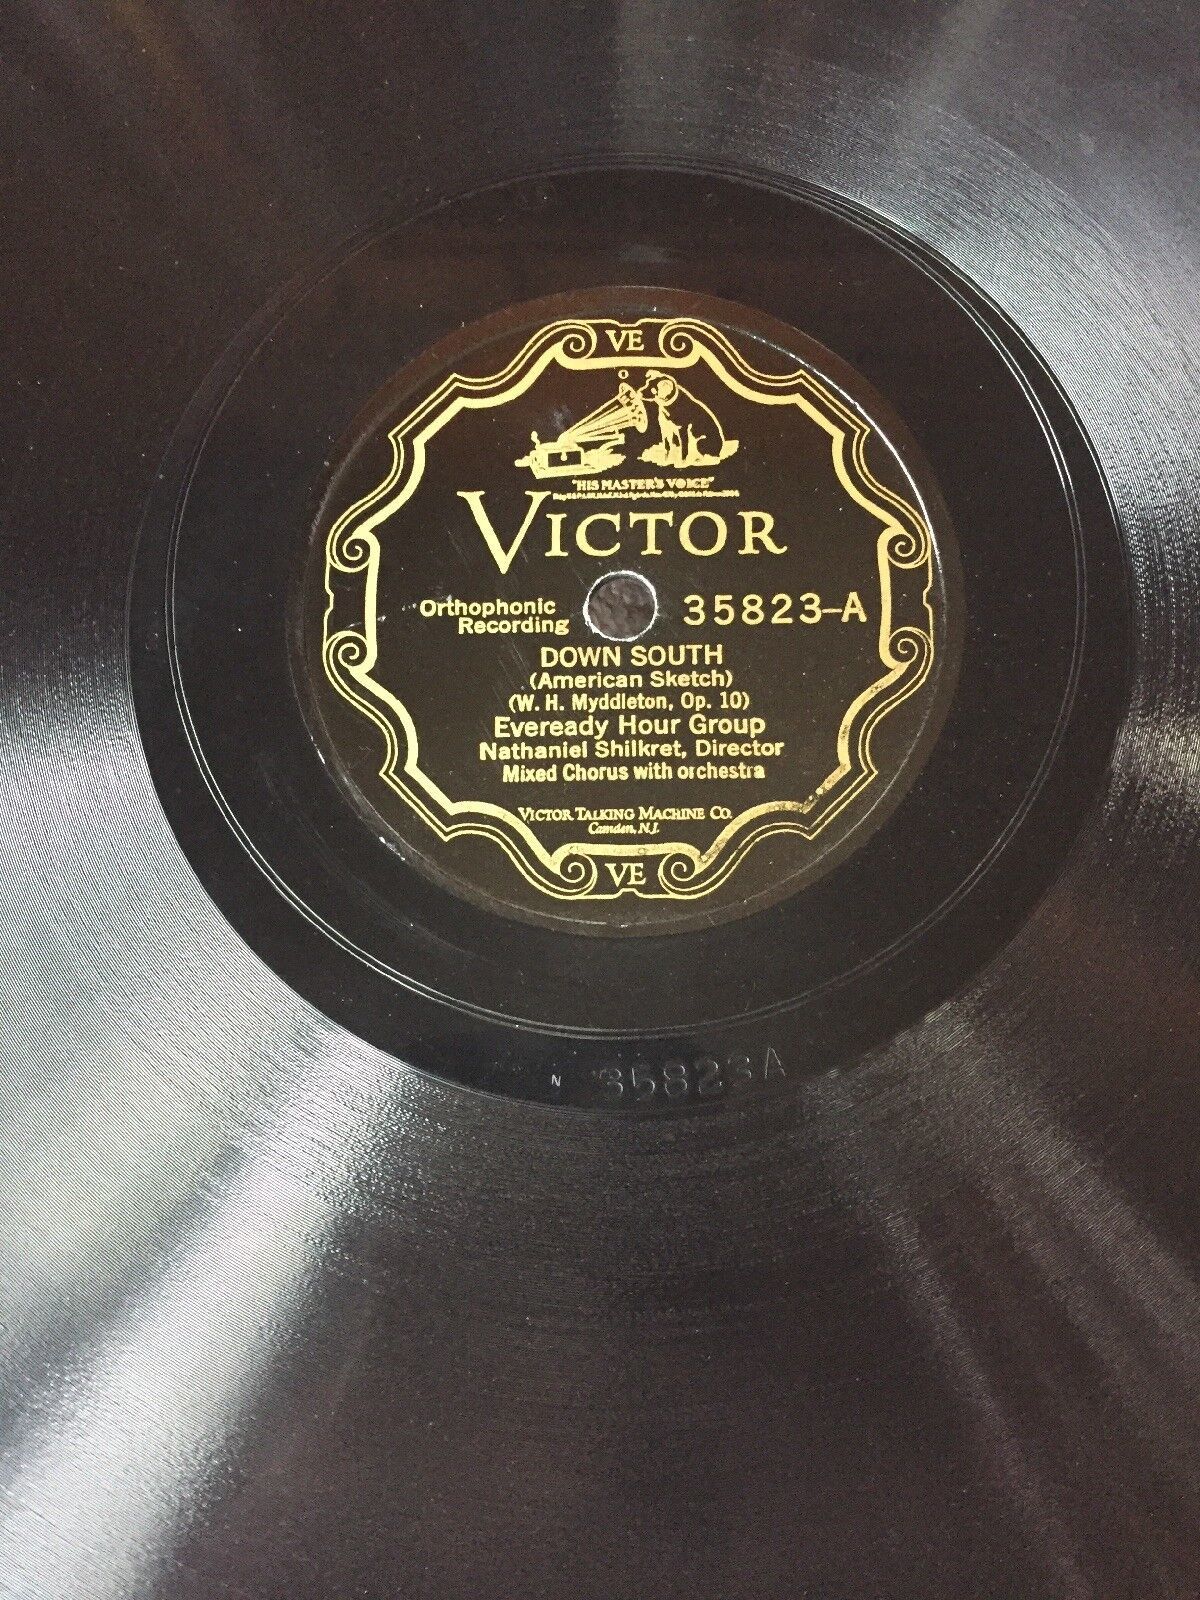 VE
"HIS MASTER'S VOICE"
VICTOR
Orthophonic
Recording
35823-A
DOWN SOUTH
(American Sketch)
(W. H. Myddleton, Op. 10)
Eveready Hour Group
Nathaniel Shilkret, Director
Mixed Chorus with orchestra
VICTOR TALKING MACHINE CO.
Camden, N.J.
VE
N 35823A